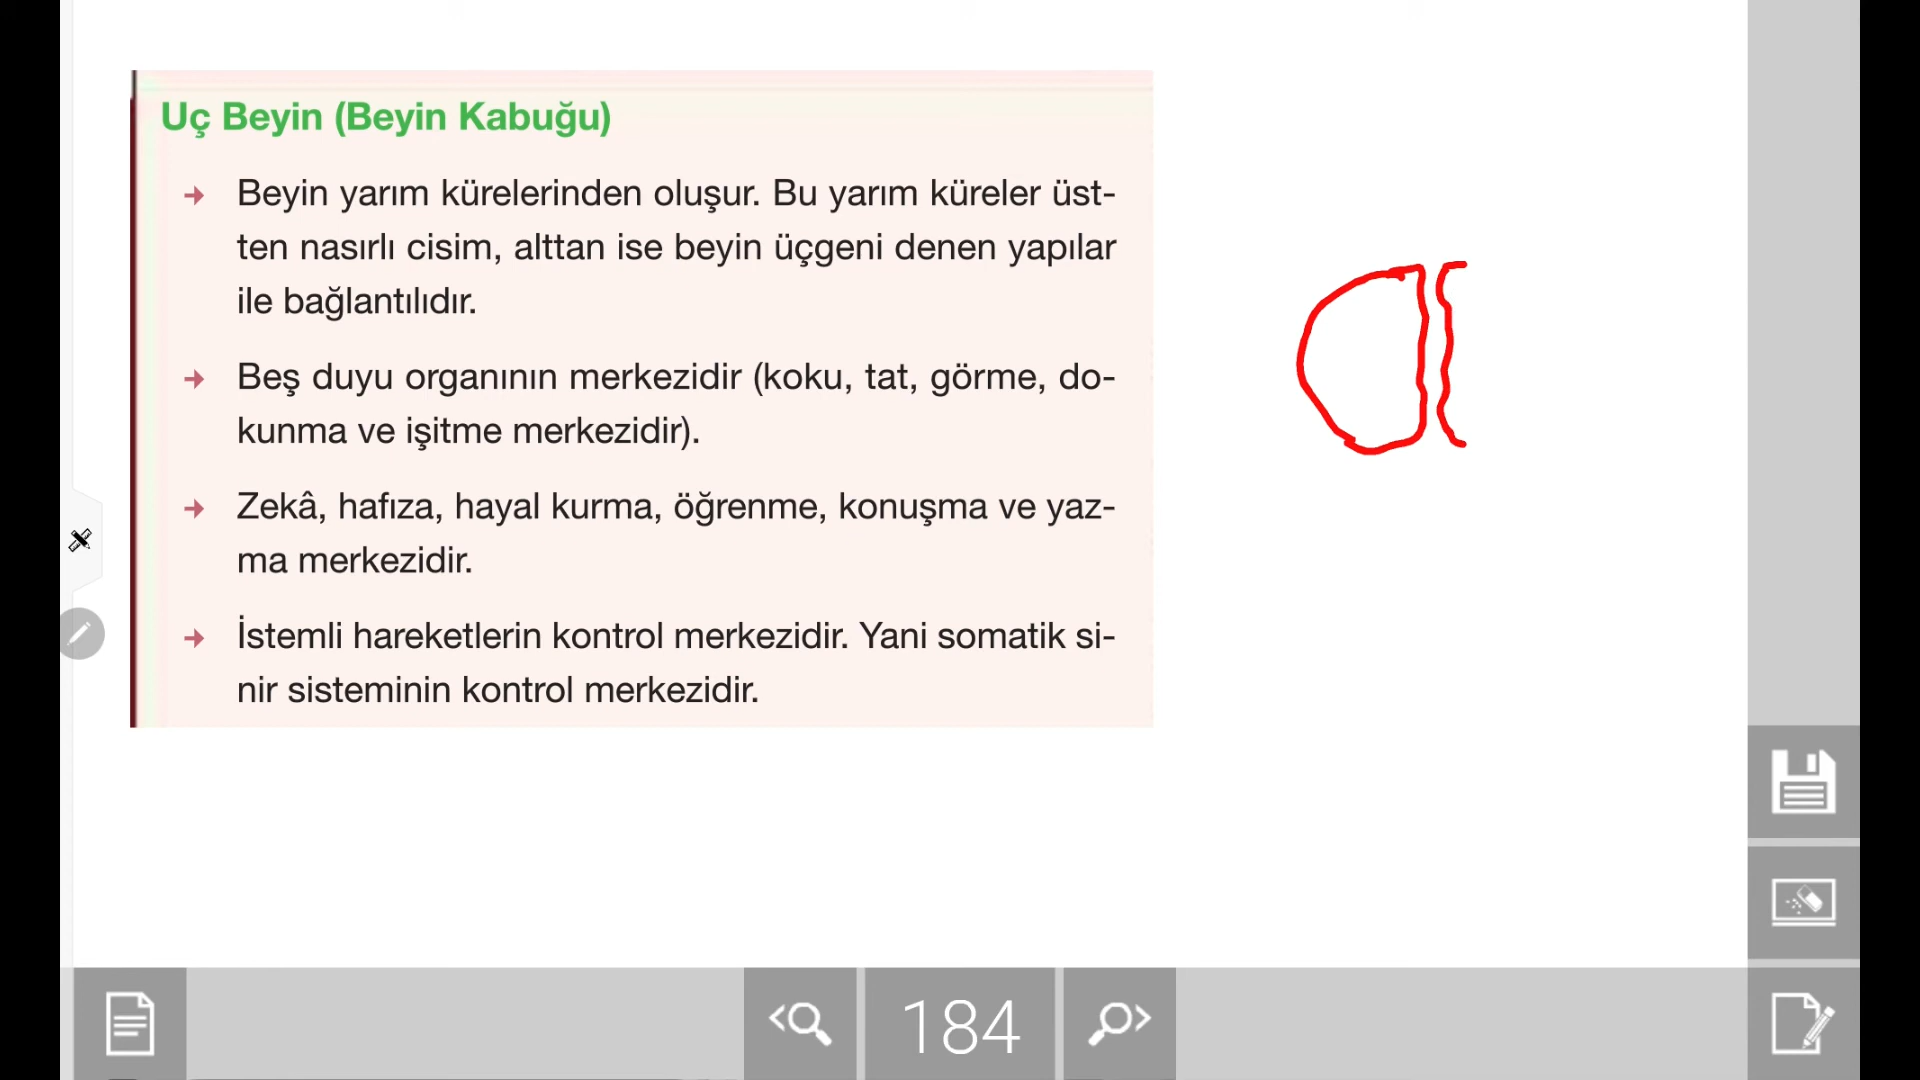 Uç Beyin (Beyin Kabuğu)
→ Beyin yarım kürelerinden oluşur. Bu yarım küreler üst-
ten nasırlı cisim, alttan ise beyin üçgeni denen yapılar
ile bağlantılıdır.
→ Beş duyu organının merkezidir (koku, tat, görme, do-
kunma ve işitme merkezidir).
→ Zekâ, hafıza, hayal kurma, öğrenme, konuşma ve yaz-
ma merkezidir.
→ İstemli hareketlerin kontrol merkezidir. Yani somatik si-
nir sisteminin kontrol merkezidir.
184